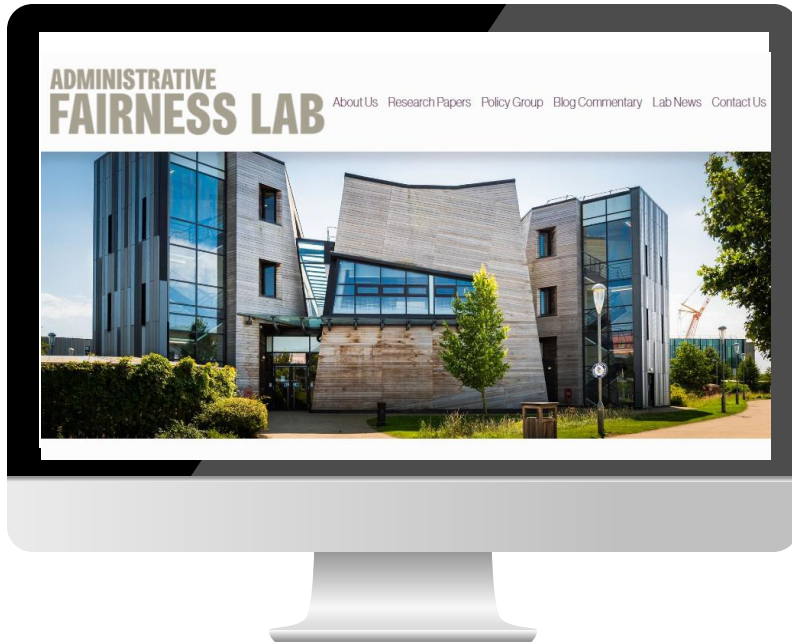 ADMINISTRATIVE
FAIRNESS LAB
About Us Research Papers Policy Group Blog Commentary Lab News Contact Us